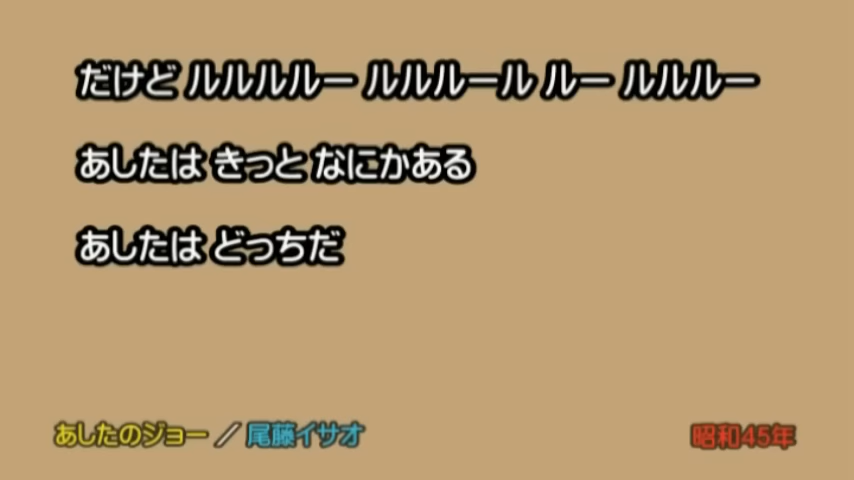 だけど ルルルルー ルルルール ルー ルルルー
あしたは きっと なにかある
あしたは どっちだ
あしたのジョー ／ 尾藤イサオ 昭和45年